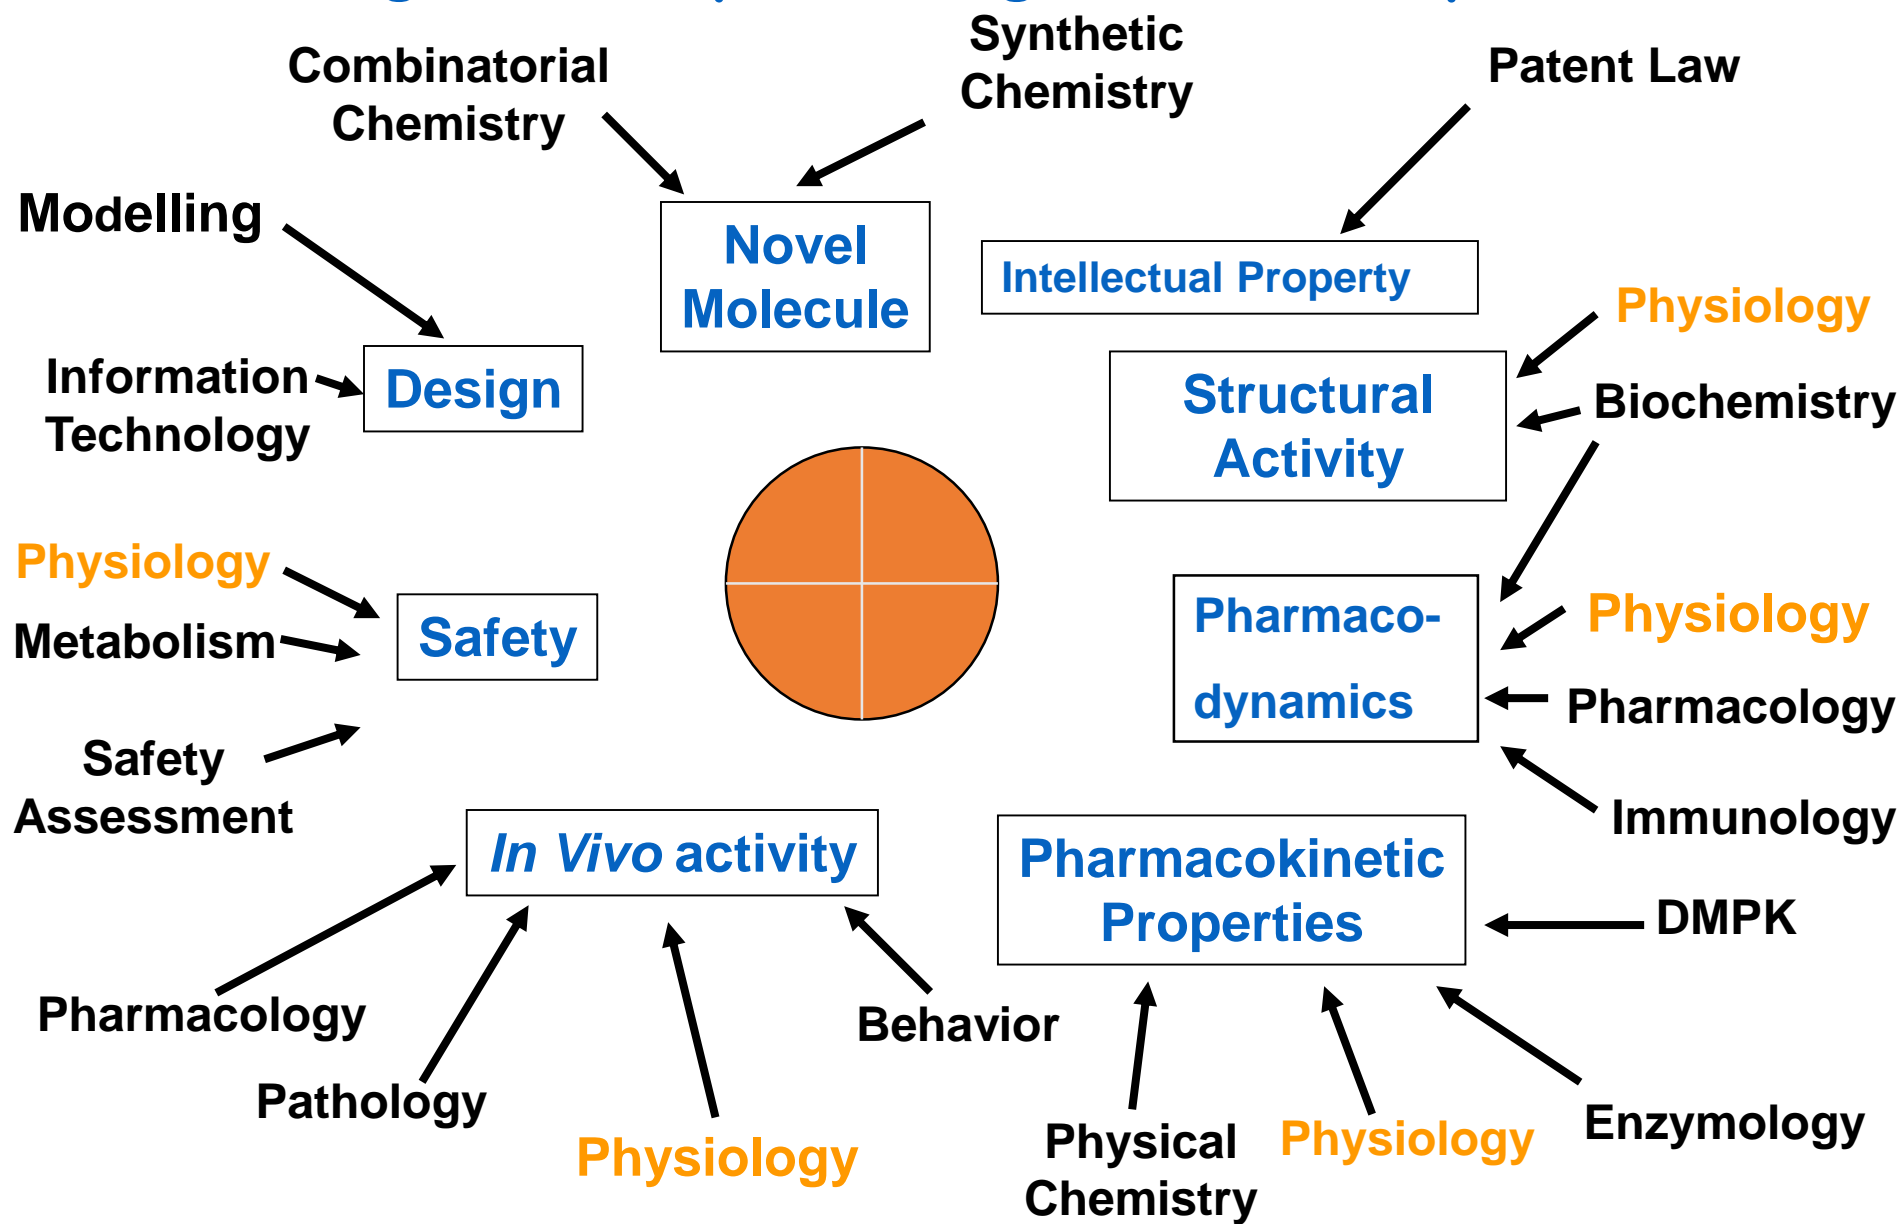 Combinatorial
Chemistry
Synthetic
Chemistry
Patent Law
Modelling
Novel
Molecule
Intellectual Property
Physiology
Information
Technology
Design
Structural
Activity
Biochemistry
Physiology
Metabolism
Safety
Pharmaco-
dynamics
Physiology
Pharmacology
Safety
Assessment
Immunology
In Vivo activity
Pharmacokinetic
Properties
DMPK
Pharmacology
Pathology
Physiology
Behavior
Physical
Chemistry
Physiology
Enzymology